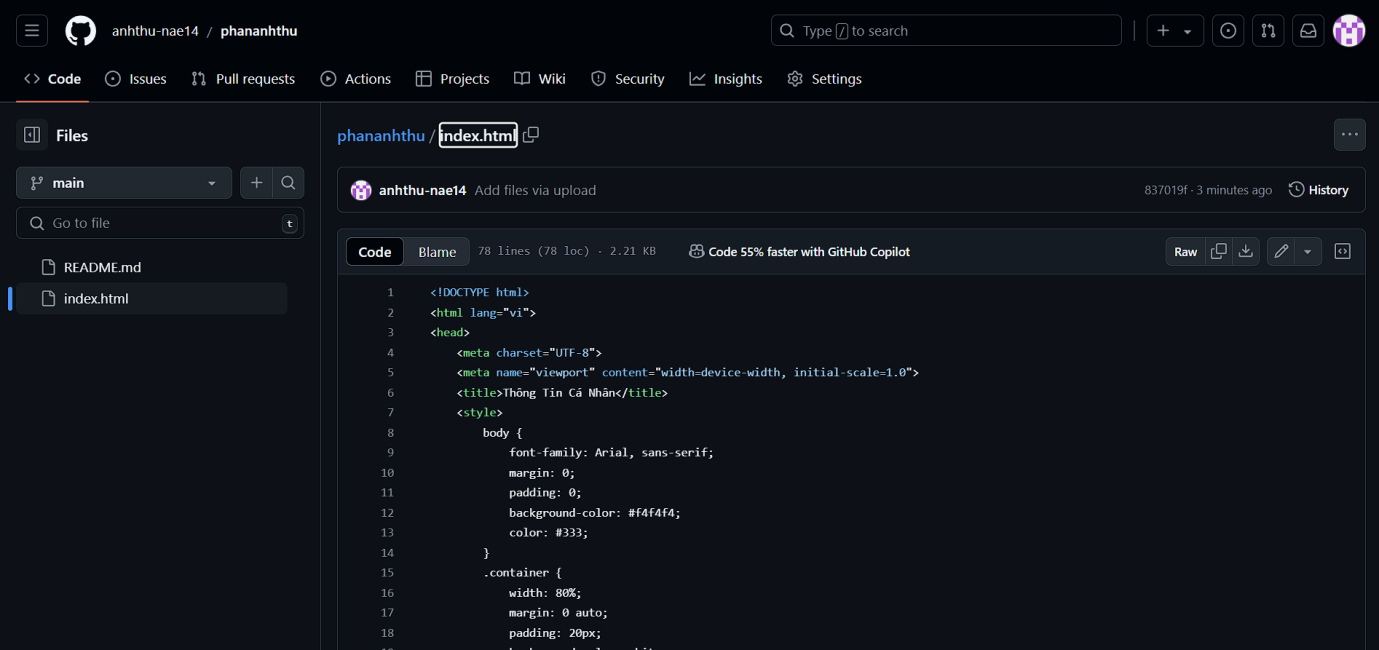 anhthu-nae14 / phananhthu
Type / to search
Code Issues Pull requests Actions Projects Wiki Security Insights Settings
Files
main
Go to file t
README.md
index.html
phananhthu / index.html
anhthu-nae14 Add files via upload 837019f · 3 minutes ago History
Code Blame 78 lines (78 loc) · 2.21 KB Code 55% faster with GitHub Copilot Raw
1 <!DOCTYPE html>
2 <html lang="vi">
3 <head>
4 <meta charset="UTF-8">
5 <meta name="viewport" content="width=device-width, initial-scale=1.0">
6 <title>Thông Tin Cá Nhân</title>
7 <style>
8 body {
9 font-family: Arial, sans-serif;
10 margin: 0;
11 padding: 0;
12 background-color: #f4f4f4;
13 color: #333;
14 }
15 .container {
16 width: 80%;
17 margin: 0 auto;
18 padding: 20px;